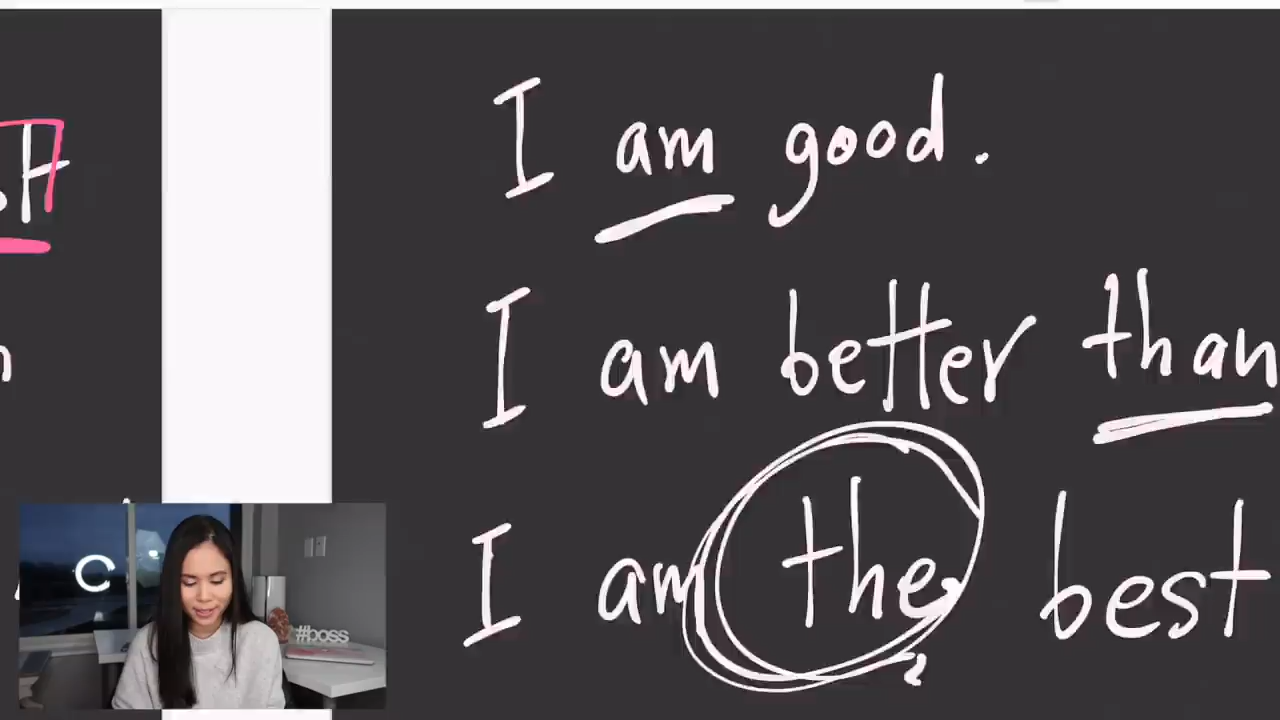 I am good.
I am better than
I am the best
#boss